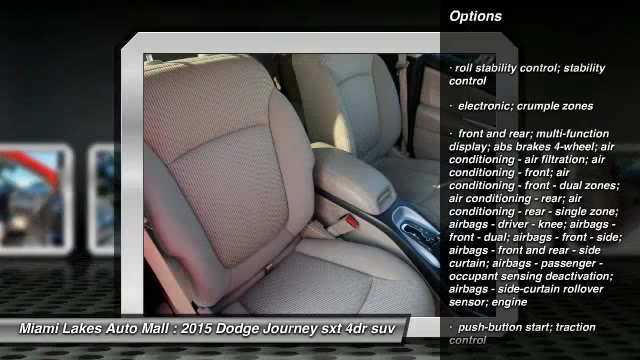 Options
· roll stability control; stability
control
· electronic; crumple zones
· front and rear; multi-function
display; abs brakes 4-wheel; air
conditioning - air filtration; air
conditioning - front; air
conditioning - front - dual zones;
air conditioning - rear; air
conditioning - rear - single zone;
airbags - driver - knee; airbags -
front - dual; airbags - front - side;
airbags - front and rear - side
curtain; airbags - passenger -
occupant sensing deactivation;
airbags - side-curtain rollover
sensor; engine
· push-button start; traction
control
Miami Lakes Auto Mall : 2015 Dodge Journey sxt 4dr suv